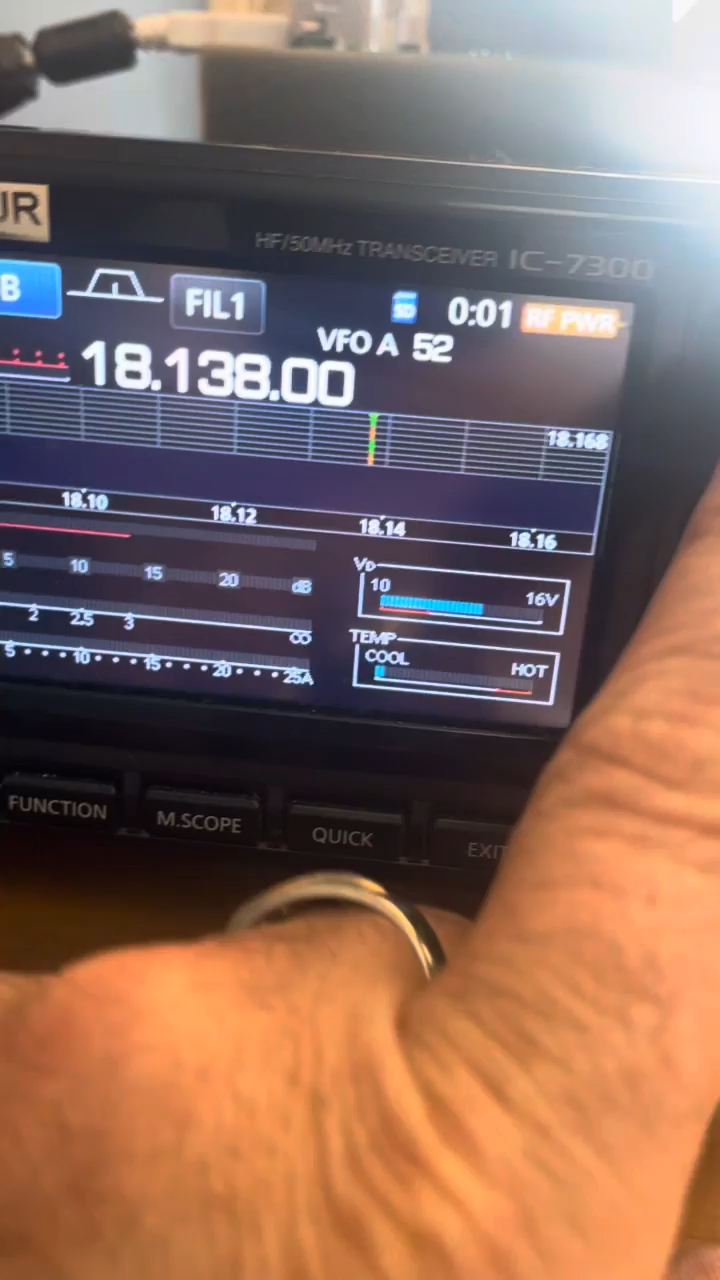 UR
HF/50MHz TRANSCEIVER IC-7300
B FIL1 SD 0:01 RF PWR
VFO A 52
18.138.00
18.168
18.10 18.12 18.14 18.16
5 10 15 20 dB
VD
10 16V
2 2.5 3 ∞
TEMP
COOL HOT
5 10 15 20 25A
FUNCTION M.SCOPE QUICK EXIT